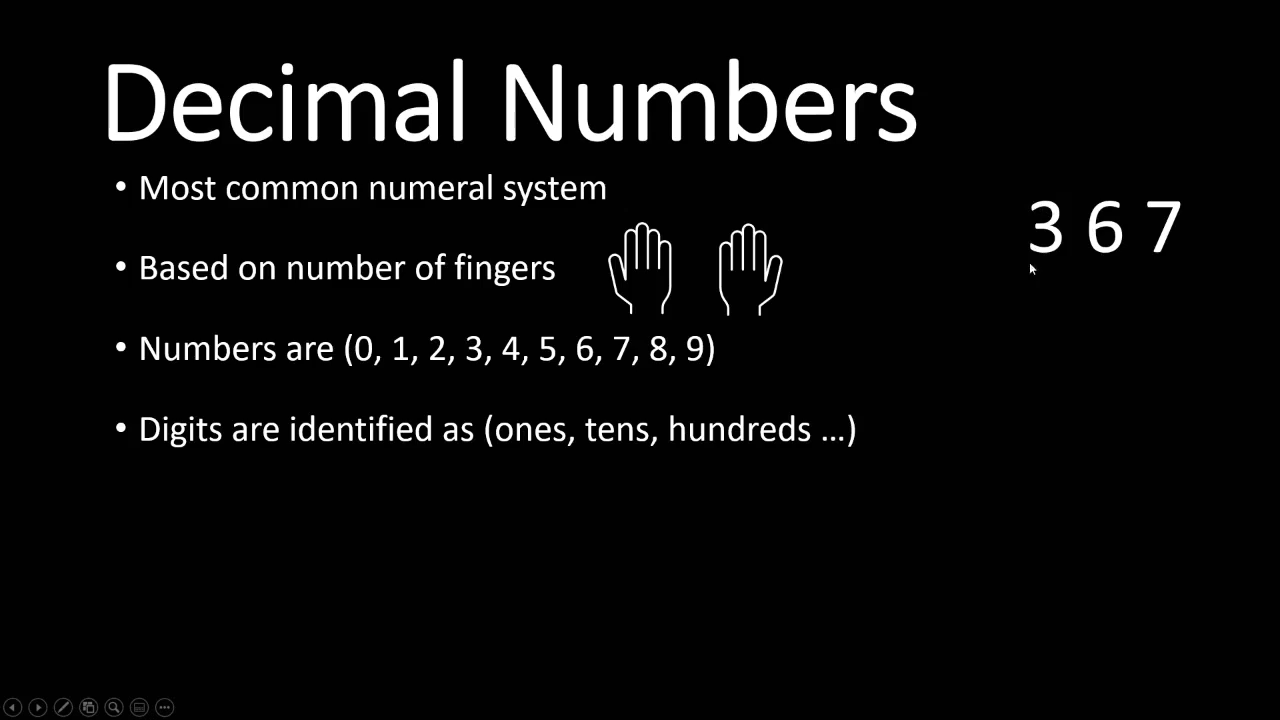 Decimal Numbers
• Most common numeral system
3 6 7
• Based on number of fingers
• Numbers are (0, 1, 2, 3, 4, 5, 6, 7, 8, 9)
• Digits are identified as (ones, tens, hundreds ...)